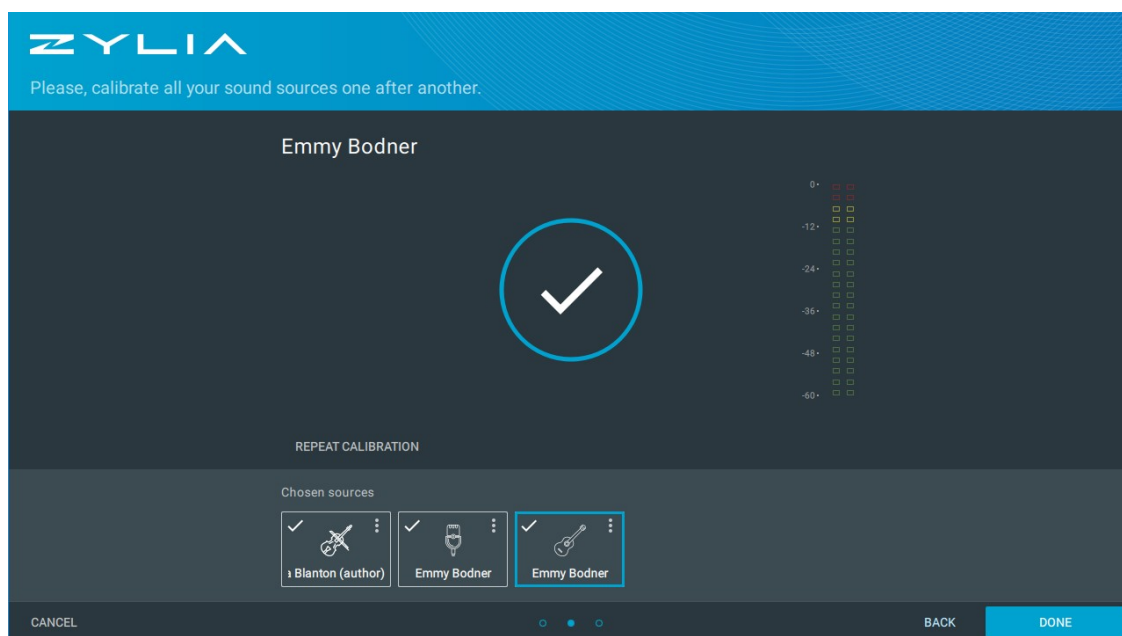 ZYLIA
Please, calibrate all your sound sources one after another.
Emmy Bodner
0
-12
-24
-36
-48
-60
REPEAT CALIBRATION
Chosen sources
a Blanton (author)
Emmy Bodner
Emmy Bodner
CANCEL
BACK
DONE